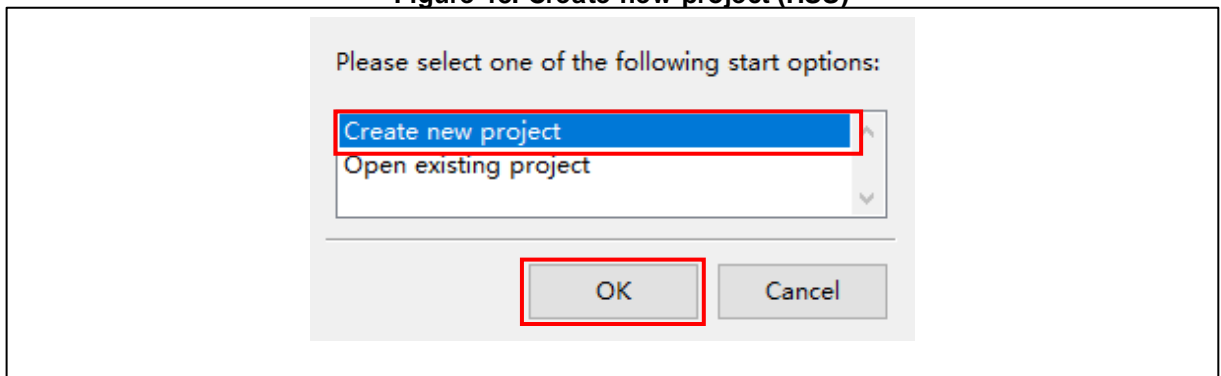 Please select one of the following start options:
Create new project
Open existing project
OK
Cancel